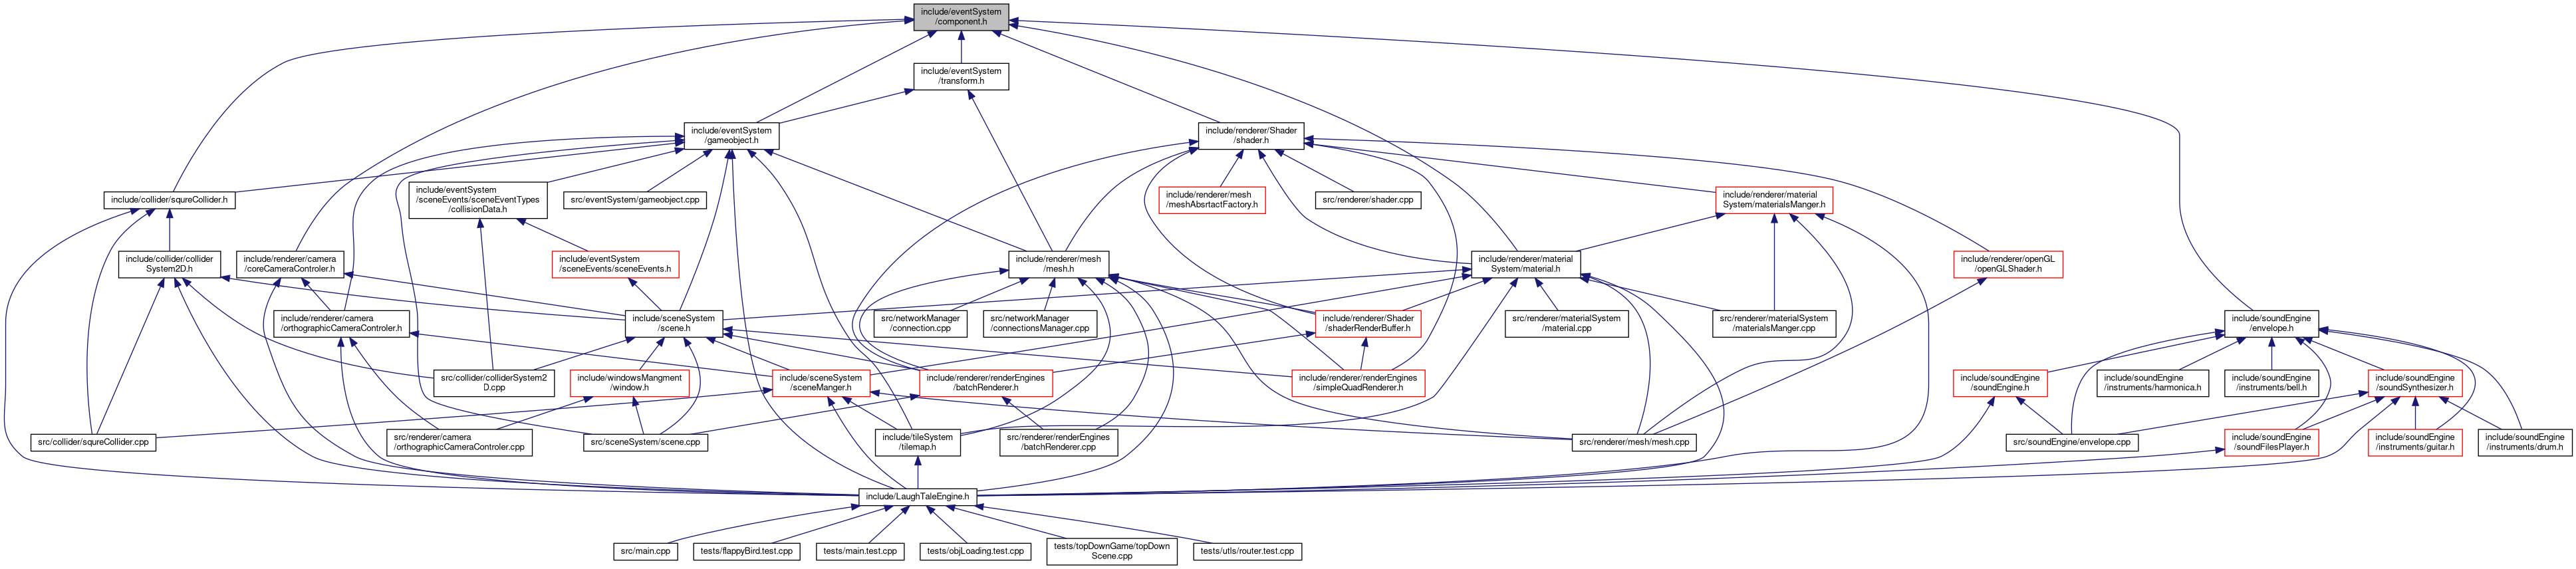 include/eventSystem
/component.h
include/eventSystem
/transform.h
include/eventSystem
/gameobject.h
include/renderer/Shader
/shader.h
include/collider/squreCollider.h
include/eventSystem
/sceneEvents/sceneEventTypes
/collisionData.h
src/eventSystem/gameobject.cpp
include/renderer/mesh
/meshAbsrtactFactory.h
src/renderer/shader.cpp
include/renderer/material
System/materialsManger.h
include/collider/collider
System2D.h
include/renderer/camera
/coreCameraControler.h
include/eventSystem
/sceneEvents/sceneEvents.h
include/renderer/mesh
/mesh.h
include/renderer/material
System/material.h
include/renderer/openGL
/openGLShader.h
include/renderer/camera
/orthographicCameraControler.h
include/sceneSystem
/scene.h
src/networkManager
/connection.cpp
src/networkManager
/connectionsManager.cpp
include/renderer/Shader
/shaderRenderBuffer.h
src/renderer/materialSystem
/material.cpp
src/renderer/materialSystem
/materialsManger.cpp
include/soundEngine
/envelope.h
src/collider/colliderSystem2
D.cpp
include/windowsMangment
/window.h
include/sceneSystem
/sceneManger.h
include/renderer/renderEngines
/batchRenderer.h
include/renderer/renderEngines
/simpleQuadRenderer.h
include/soundEngine
/soundEngine.h
include/soundEngine
/instruments/harmonica.h
include/soundEngine
/instruments/bell.h
include/soundEngine
/soundSynthesizer.h
src/collider/squreCollider.cpp
src/renderer/camera
/orthographicCameraControler.cpp
src/sceneSystem/scene.cpp
include/tileSystem
/tilemap.h
src/renderer/renderEngines
/batchRenderer.cpp
src/renderer/mesh/mesh.cpp
src/soundEngine/envelope.cpp
include/soundEngine
/soundFilesPlayer.h
include/soundEngine
/instruments/guitar.h
include/soundEngine
/instruments/drum.h
include/LaughTaleEngine.h
src/main.cpp
tests/flappyBird.test.cpp
tests/main.test.cpp
tests/objLoading.test.cpp
tests/topDownGame/topDown
Scene.cpp
tests/utls/router.test.cpp